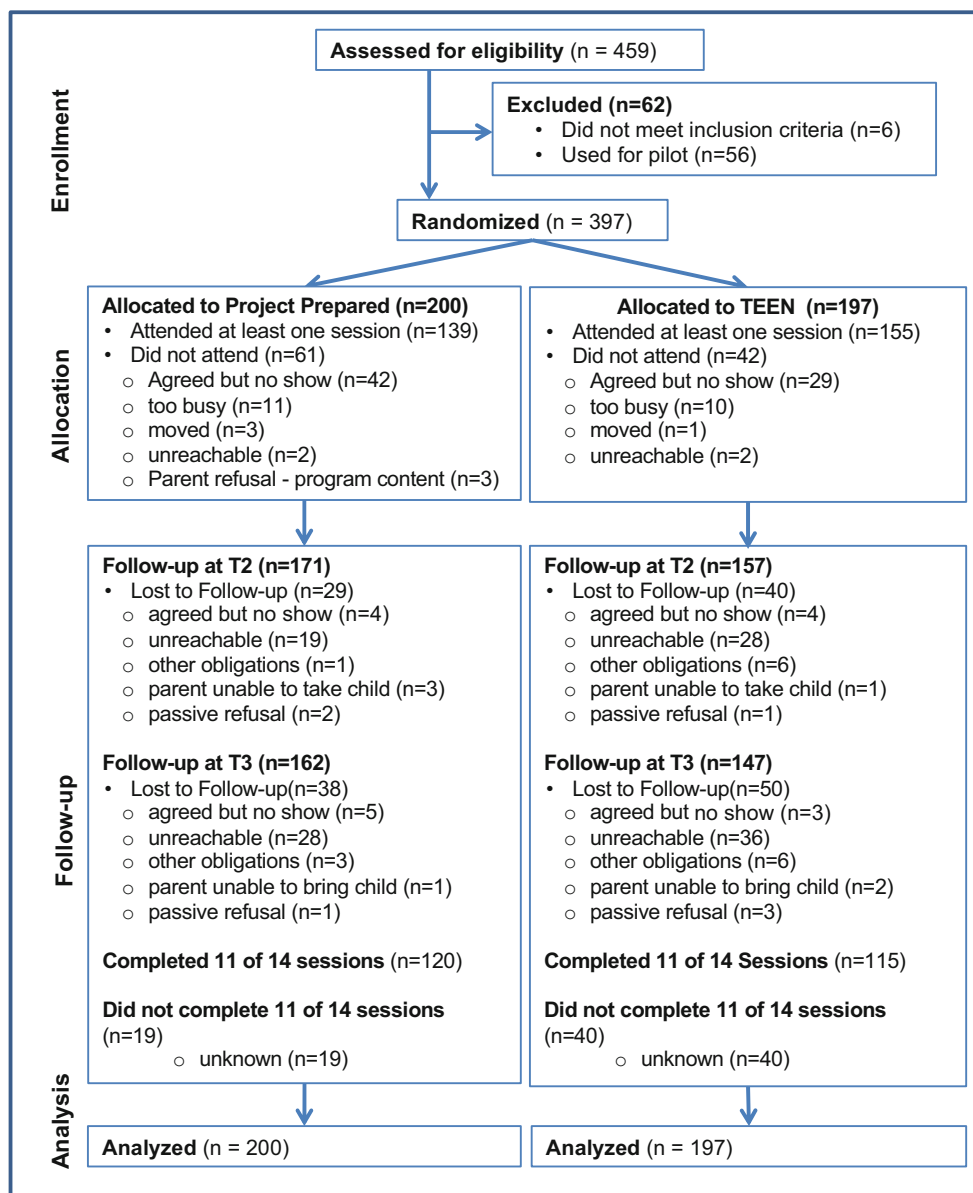 Assessed for eligibility (n = 459)
Enrollment
Excluded (n=62)
• Did not meet inclusion criteria (n=6)
• Used for pilot (n=56)
Randomized (n = 397)
Allocation
Allocated to Project Prepared (n=200)
• Attended at least one session (n=139)
• Did not attend (n=61)
o Agreed but no show (n=42)
o too busy (n=11)
o moved (n=3)
o unreachable (n=2)
o Parent refusal - program content (n=3)
Allocated to TEEN (n=197)
• Attended at least one session (n=155)
• Did not attend (n=42)
o Agreed but no show (n=29)
o too busy (n=10)
o moved (n=1)
o unreachable (n=2)
Follow-up
Follow-up at T2 (n=171)
• Lost to Follow-up (n=29)
o agreed but no show (n=4)
o unreachable (n=19)
o other obligations (n=1)
o parent unable to take child (n=3)
o passive refusal (n=2)
Follow-up at T3 (n=162)
• Lost to Follow-up(n=38)
o agreed but no show (n=5)
o unreachable (n=28)
o other obligations (n=3)
o parent unable to bring child (n=1)
o passive refusal (n=1)
Completed 11 of 14 sessions (n=120)
Did not complete 11 of 14 sessions
(n=19)
o unknown (n=19)
Follow-up at T2 (n=157)
• Lost to Follow-up (n=40)
o agreed but no show (n=4)
o unreachable (n=28)
o other obligations (n=6)
o parent unable to take child (n=1)
o passive refusal (n=1)
Follow-up at T3 (n=147)
• Lost to Follow-up(n=50)
o agreed but no show (n=3)
o unreachable (n=36)
o other obligations (n=6)
o parent unable to bring child (n=2)
o passive refusal (n=3)
Completed 11 of 14 Sessions (n=115)
Did not complete 11 of 14 sessions
(n=40)
o unknown (n=40)
Analysis
Analyzed (n = 200)
Analyzed (n = 197)